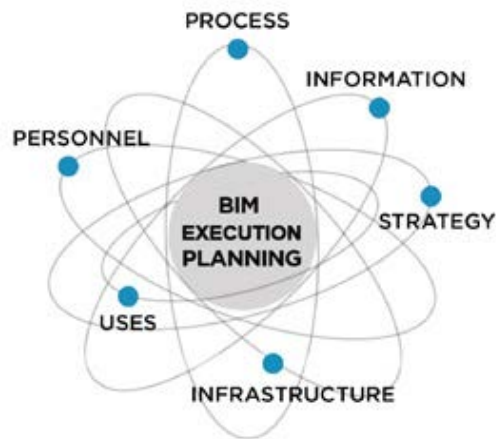 PROCESS
INFORMATION
PERSONNEL
BIM
EXECUTION
PLANNING
STRATEGY
USES
INFRASTRUCTURE